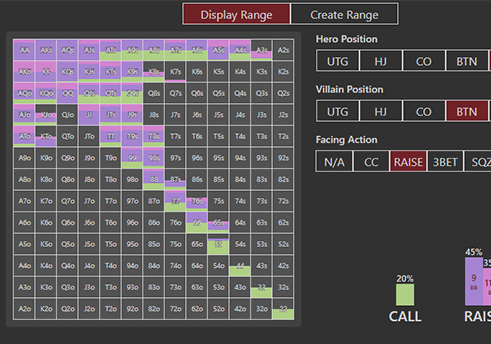 Display Range Create Range
Hero Position
UTG HJ CO BTN
Villain Position
UTG HJ CO BTN
Facing Action
N/A CC RAISE 3BET SQZ
AA AKs AQs AJs ATs A9s A8s A7s A6s A5s A4s A3s A2s
AKo KK KQs KJs KTs K9s K8s K7s K6s K5s K4s K3s K2s
AQo KQo QQ QJs QTs Q9s Q8s Q7s Q6s Q5s Q4s Q3s Q2s
AJo KJo QJo JJ JTs J9s J8s J7s J6s J5s J4s J3s J2s
ATo KTo QTo JTo TT T9s T8s T7s T6s T5s T4s T3s T2s
A9o K9o Q9o J9o T9o 99 98s 97s 96s 95s 94s 93s 92s
A8o K8o Q8o J8o T8o 98o 88 87s 86s 85s 84s 83s 82s
A7o K7o Q7o J7o T7o 97o 87o 77 76s 75s 74s 73s 72s
A6o K6o Q6o J6o T6o 96o 86o 76o 66 65s 64s 63s 62s
A5o K5o Q5o J5o T5o 95o 85o 75o 65o 55 54s 53s 52s
A4o K4o Q4o J4o T4o 94o 84o 74o 64o 54o 44 43s 42s
A3o K3o Q3o J3o T3o 93o 83o 73o 63o 53o 43o 33 32s
A2o K2o Q2o J2o T2o 92o 82o 72o 62o 52o 42o 32o 22
45%
20% 9
CALL